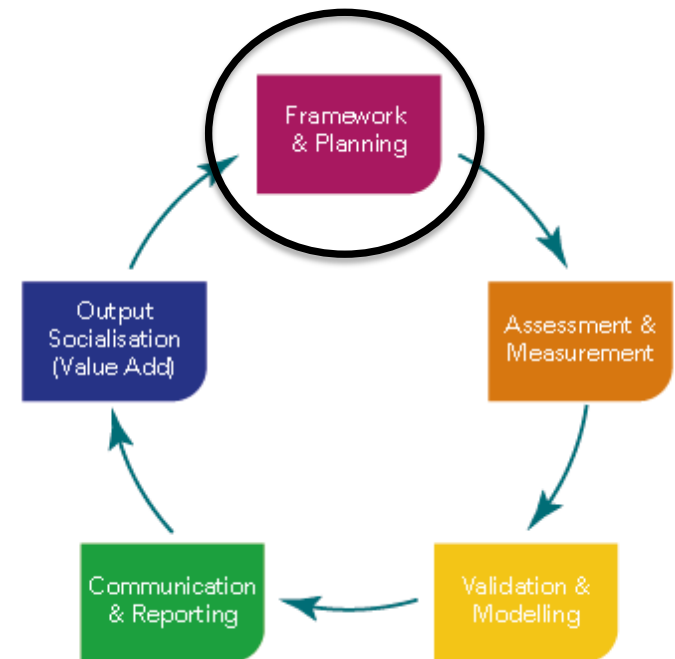 Framework
& Planning
Assessment &
Measurement
Validation &
Modelling
Communication
& Reporting
Output
Socialisation
(Value Add)